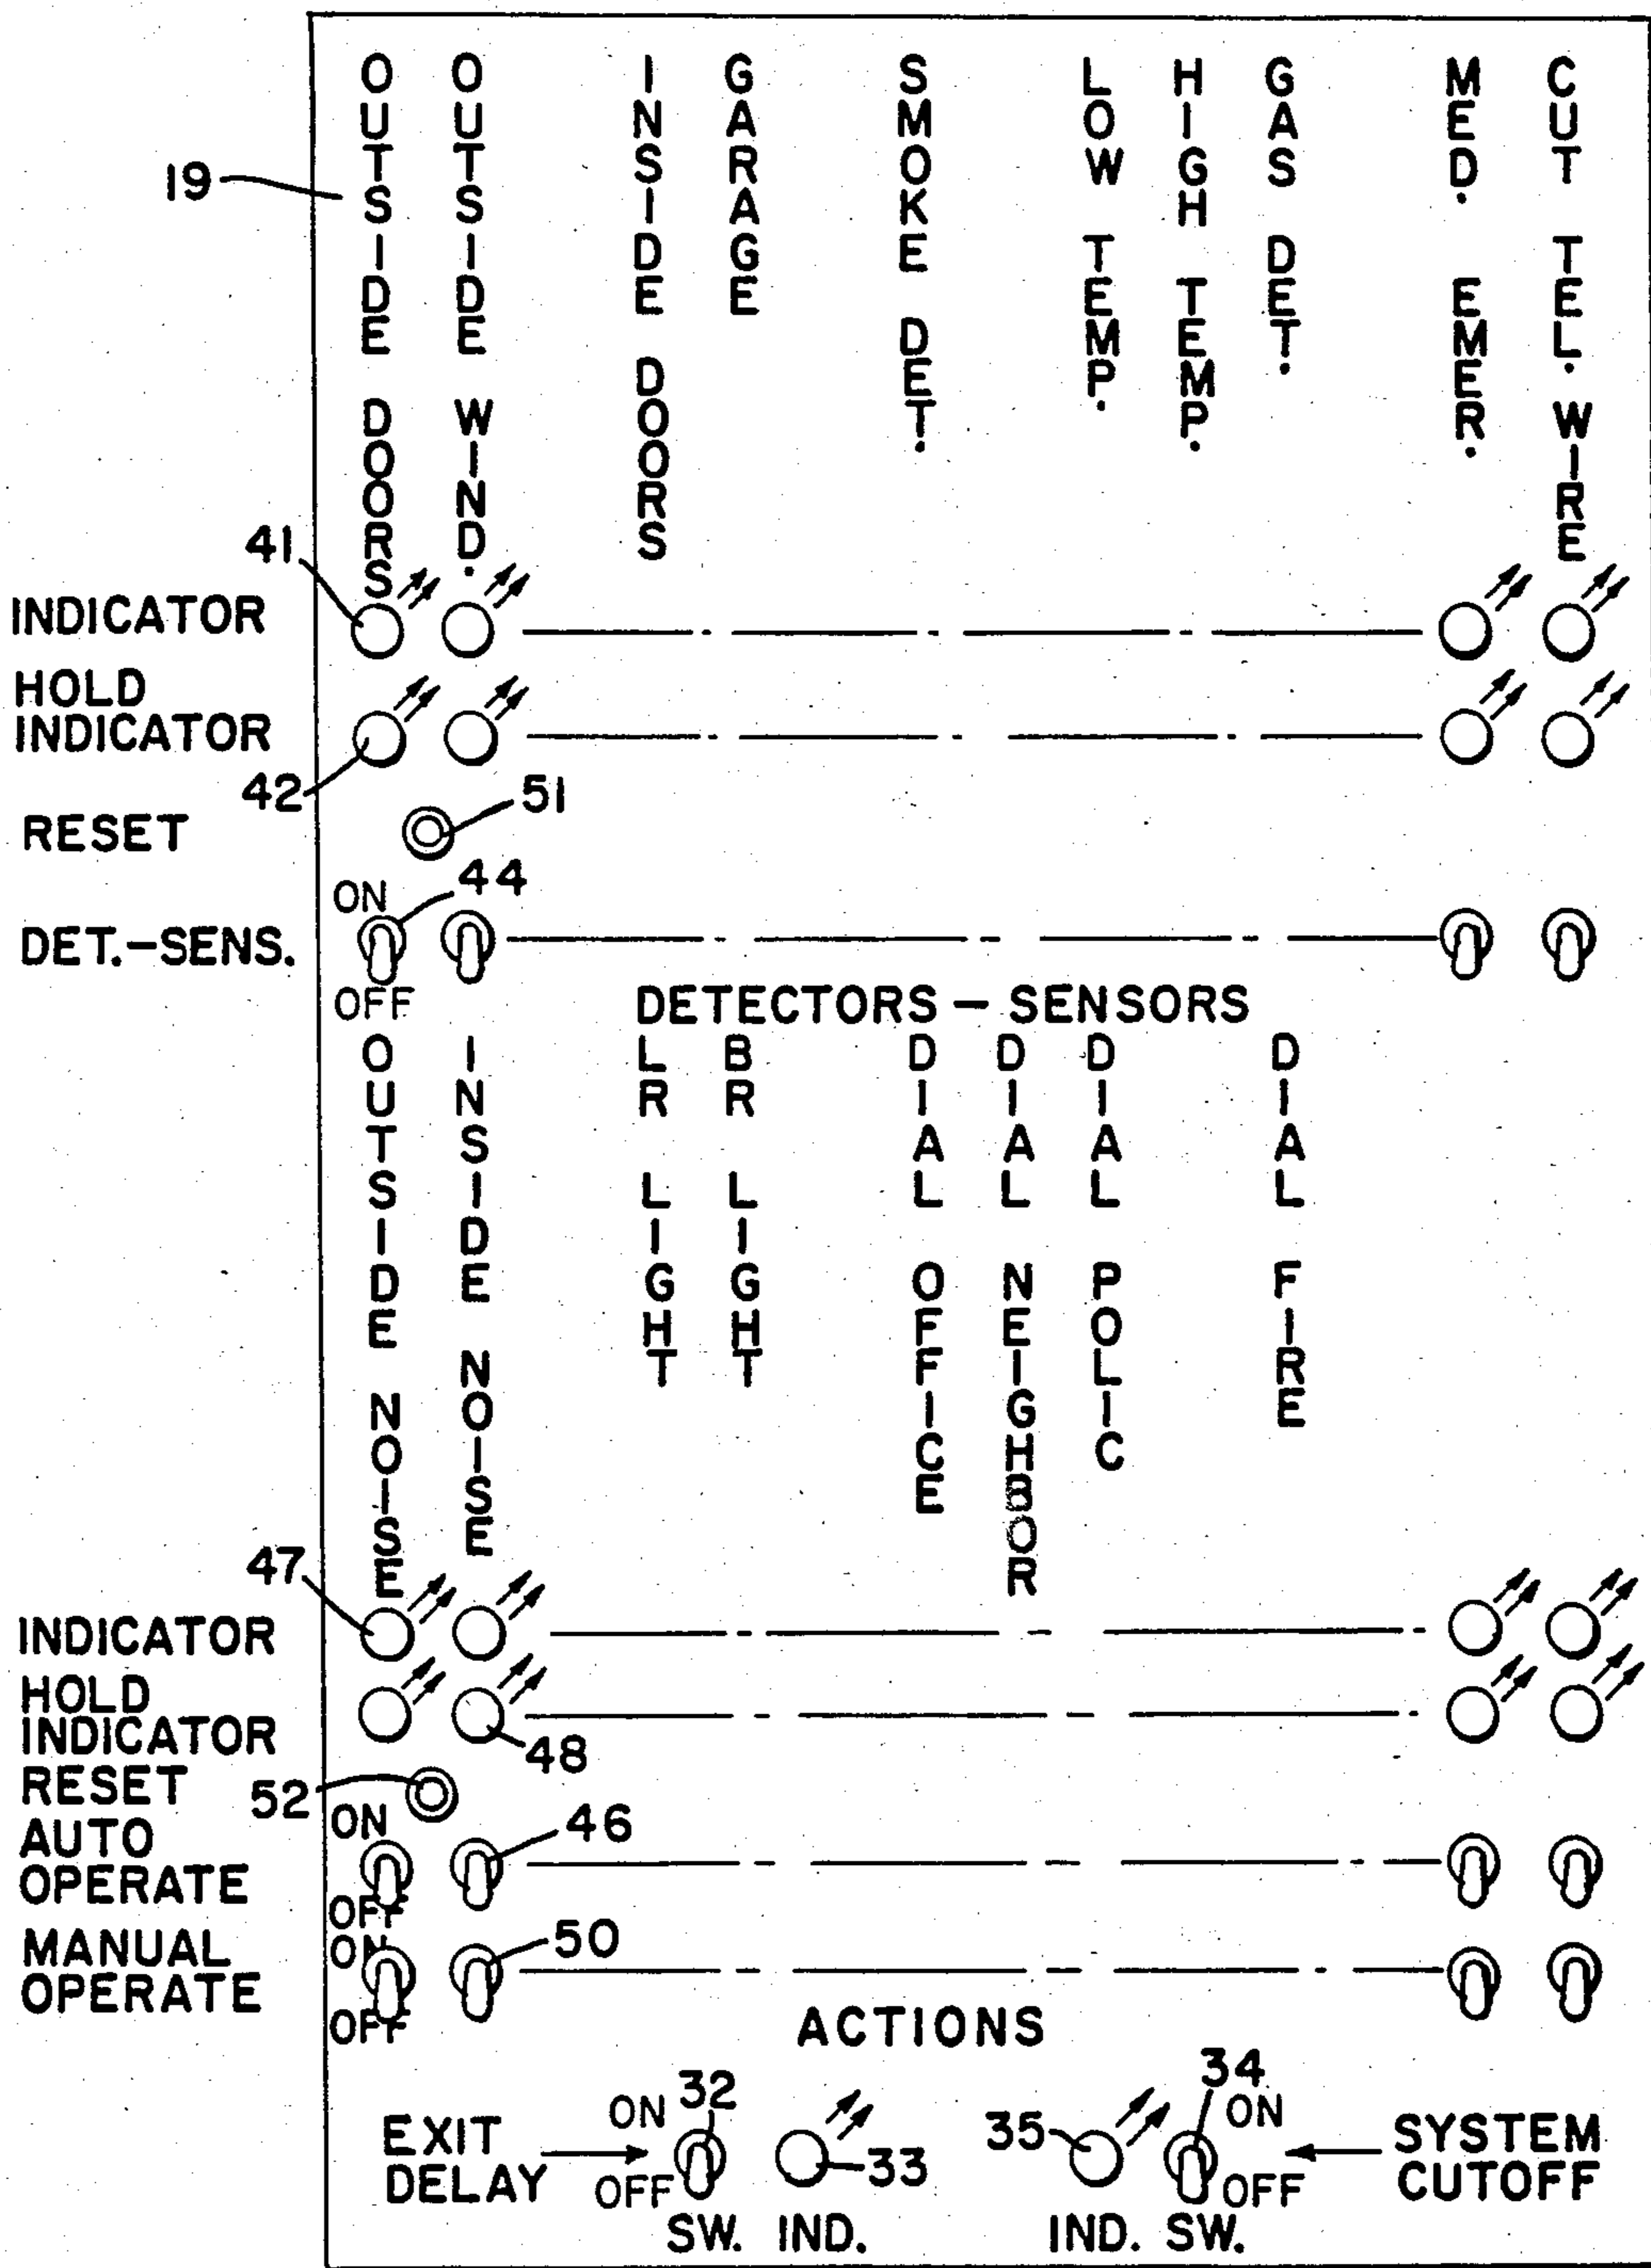 OUTSIDE DOORS
OUTSIDE WIND.
INSIDE DOORS
GARAGE
SMOKE DET.
LOW TEMP.
HIGH TEMP.
GAS DET.
MED. EMER.
CUT TEL. WIRE
19
41
INDICATOR
HOLD
INDICATOR
42
RESET
51
ON
44
DET.-SENS.
OFF
DETECTORS - SENSORS
OUTSIDE NOISE
INSIDE NOISE
LR LIGHT
BR LIGHT
DIAL OFFICE
DIAL NEIGHBOR
DIAL POLIC
DIAL FIRE
47
INDICATOR
HOLD
INDICATOR
48
RESET
52
ON
AUTO
OPERATE
46
OFF
MANUAL
OPERATE
ON
50
OFF
ACTIONS
EXIT
DELAY
ON
OFF
32
33
SW. IND.
35
34
ON
OFF
IND. SW.
SYSTEM
CUTOFF